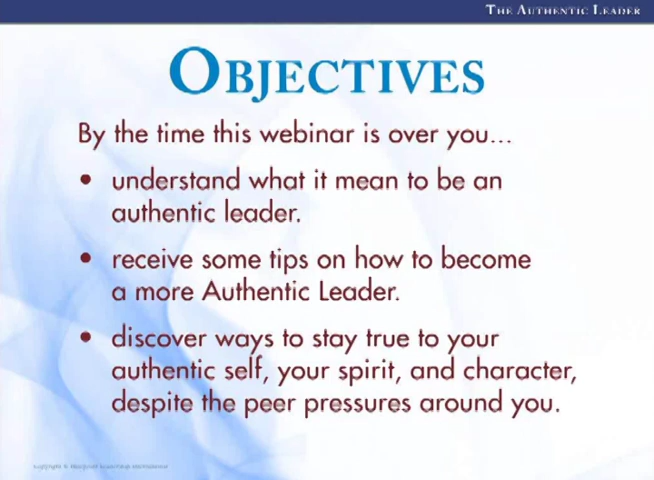 THE AUTHENTIC LEADER
OBJECTIVES
By the time this webinar is over you...
• understand what it mean to be an
authentic leader.
• receive some tips on how to become
a more Authentic Leader.
• discover ways to stay true to your
authentic self, your spirit, and character,
despite the peer pressures around you.